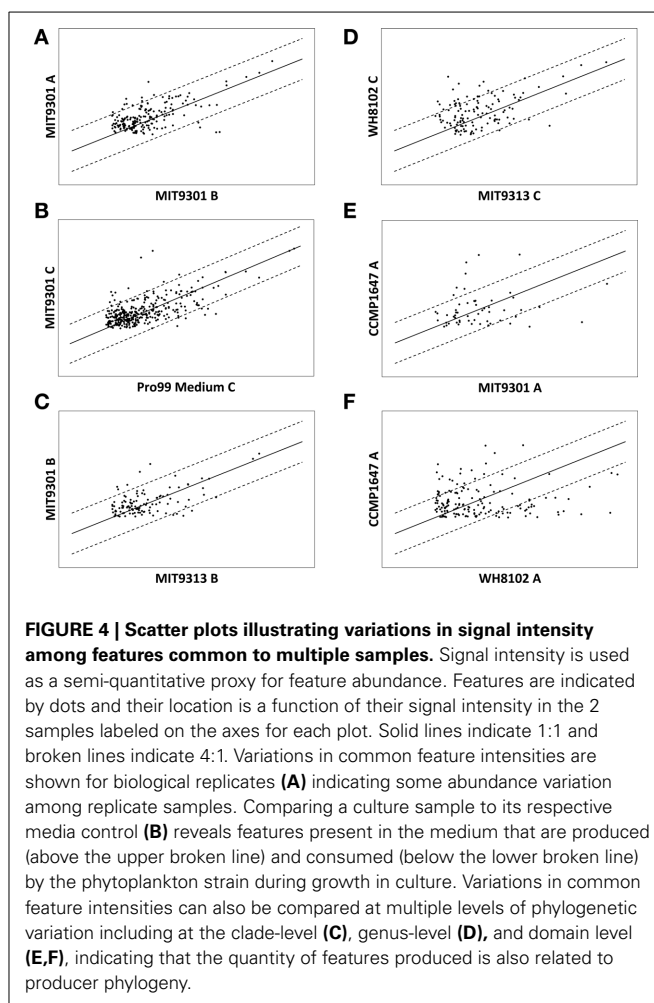 A
MIT9301 A
MIT9301 B
D
WH8102 C
MIT9313 C
B
MIT9301 C
Pro99 Medium C
E
CCMP1647 A
MIT9301 A
C
MIT9301 B
MIT9313 B
F
CCMP1647 A
WH8102 A
FIGURE 4 | Scatter plots illustrating variations in signal intensity
among features common to multiple samples. Signal intensity is used
as a semi-quantitative proxy for feature abundance. Features are indicated
by dots and their location is a function of their signal intensity in the 2
samples labeled on the axes for each plot. Solid lines indicate 1:1 and
broken lines indicate 4:1. Variations in common feature intensities are
shown for biological replicates (A) indicating some abundance variation
among replicate samples. Comparing a culture sample to its respective
media control (B) reveals features present in the medium that are produced
(above the upper broken line) and consumed (below the lower broken line)
by the phytoplankton strain during growth in culture. Variations in common
feature intensities can also be compared at multiple levels of phylogenetic
variation including at the clade-level (C), genus-level (D), and domain level
(E,F), indicating that the quantity of features produced is also related to
producer phylogeny.